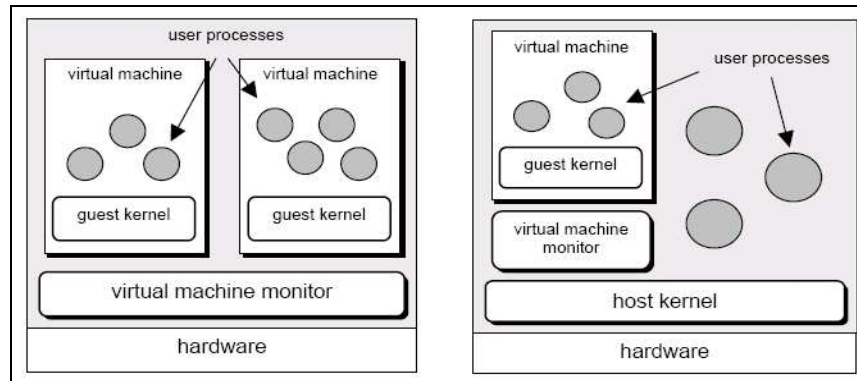 user processes
virtual machine
virtual machine
guest kernel
guest kernel
virtual machine monitor
hardware
virtual machine
user processes
guest kernel
virtual machine
monitor
host kernel
hardware